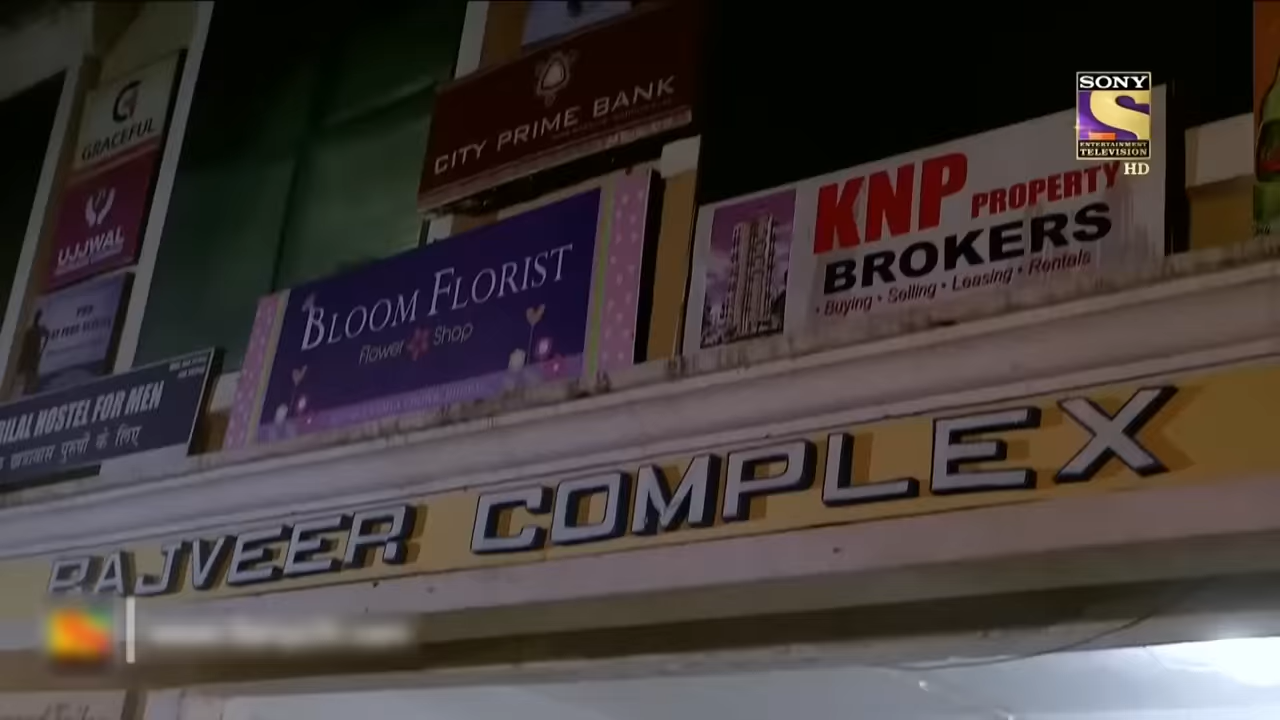 GRACEFUL
UJJWAL
BILAL HOSTEL FOR MEN
छात्रावास पुरुषों के लिए
CITY PRIME BANK
BLOOM FLORIST
Flower Shop
KNP PROPERTY
BROKERS
• Buying • Selling • Leasing • Rentals
RAJVEER COMPLEX
SONY
ENTERTAINMENT
TELEVISION
HD